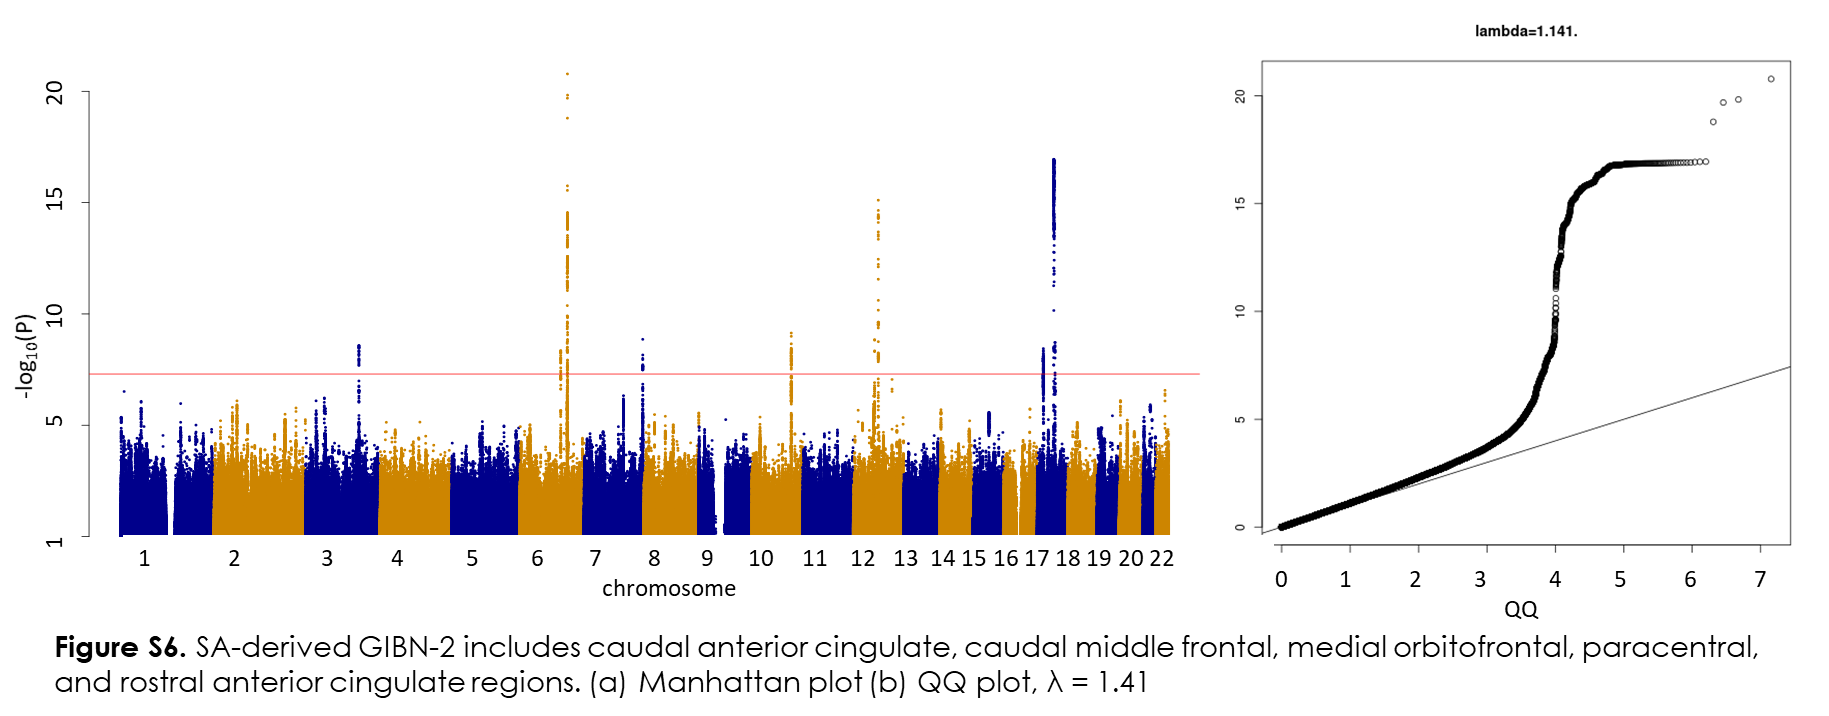 lambda=1.141.
20
15
10
5
1
-log10(P)
1 2 3 4 5 6 7 8 9 10 11 12 13 14 15 16 17 18 19 20 22
chromosome
20
15
10
5
0
0 1 2 3 4 5 6 7
QQ
Figure S6. SA-derived GIBN-2 includes caudal anterior cingulate, caudal middle frontal, medial orbitofrontal, paracentral,
and rostral anterior cingulate regions. (a) Manhattan plot (b) QQ plot, λ = 1.41